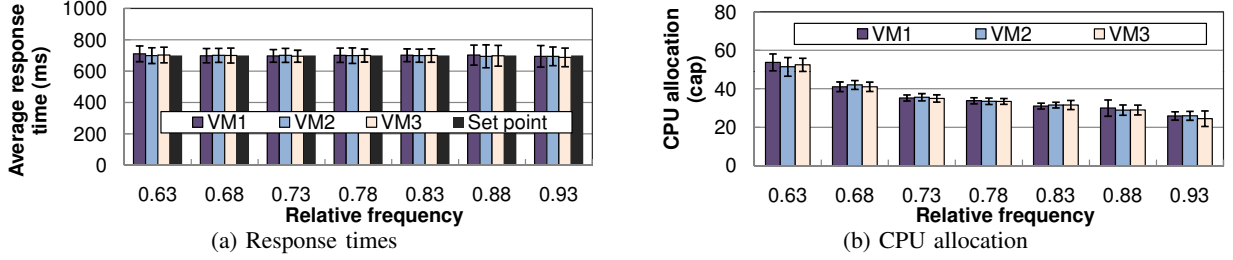 Average response
time (ms)
1000
800
600
400
200
0
VM1 VM2 VM3 Set point
0.63 0.68 0.73 0.78 0.83 0.88 0.93
Relative frequency
(a) Response times
CPU allocation
(cap)
80
60
40
20
0
VM1 VM2 VM3
0.63 0.68 0.73 0.78 0.83 0.88 0.93
Relative frequency
(b) CPU allocation